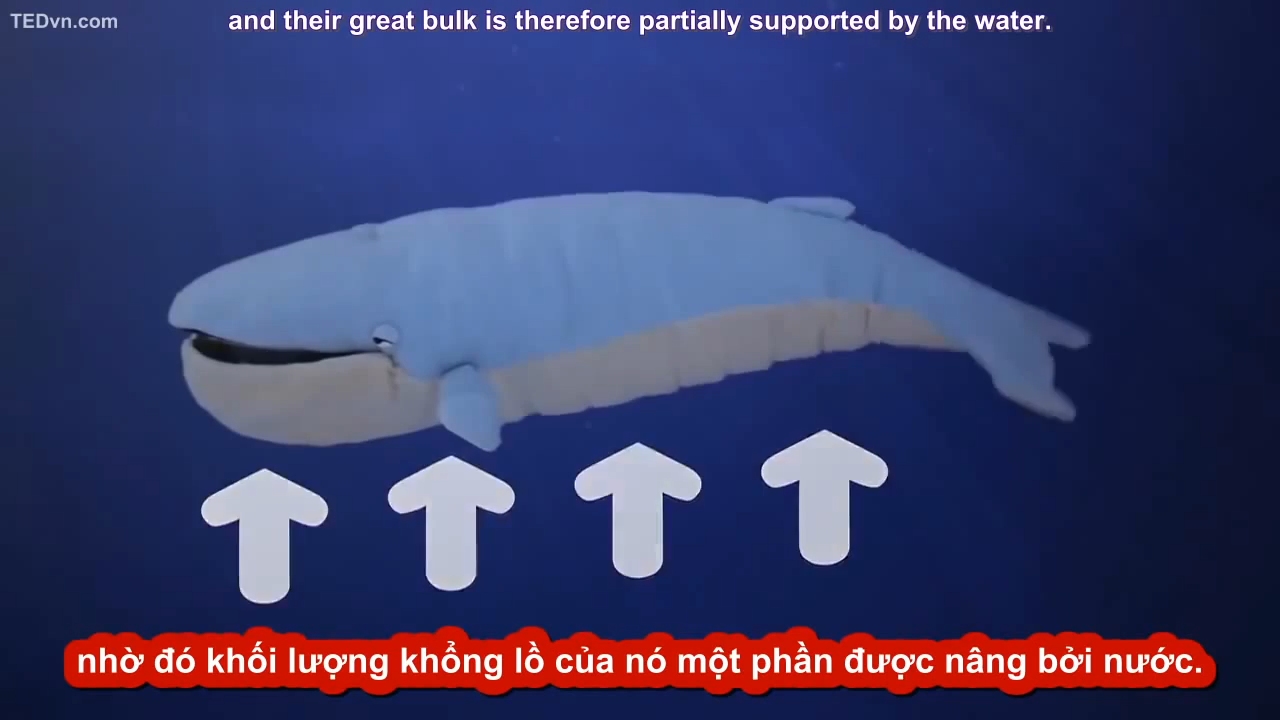 TEDvn.com
and their great bulk is therefore partially supported by the water.
nhờ đó khối lượng khổng lồ của nó một phần được nâng bởi nước.